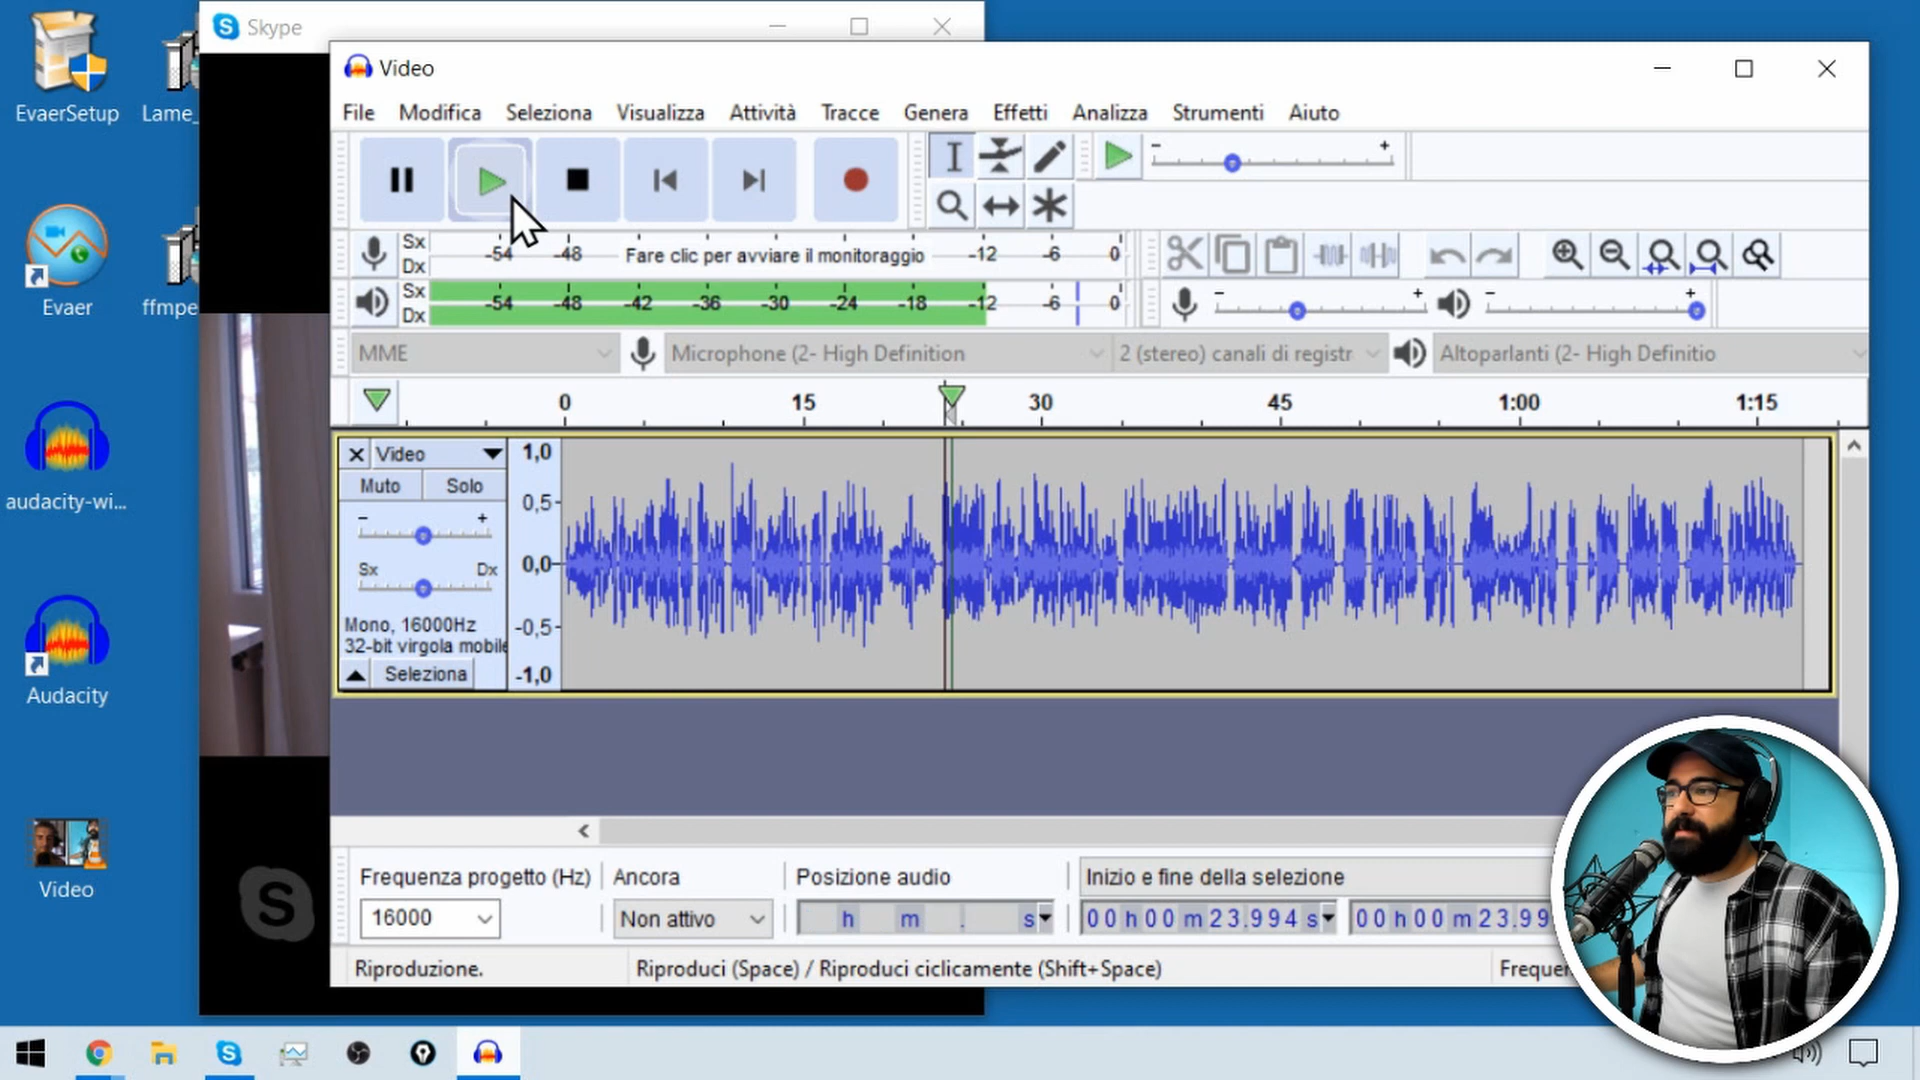 Skype
EvaerSetup
Lame_
Evaer
ffmpe
audacity-wi...
Audacity
Video
Video
File Modifica Seleziona Visualizza Attività Tracce Genera Effetti Analizza Strumenti Aiuto
- +
Sx
Dx
-54 -48 Fare clic per avviare il monitoraggio -12 -6 0
Sx
Dx
-54 -48 -42 -36 -30 -24 -18 -12 -6 0
- + - +
MME Microphone (2- High Definition 2 (stereo) canali di registr Altoparlanti (2- High Definitio
0 15 30 45 1:00 1:15
Video
Muto Solo
- +
Sx Dx
Mono, 16000Hz
32-bit virgola mobile
Seleziona
1,0
0,5-
0,0-
-0,5-
-1,0
Frequenza progetto (Hz) Ancora Posizione audio Inizio e fine della selezione
16000 Non attivo h m . s 00 h 00 m 23.994 s 00 h 00 m 23.99
Riproduzione. Riproduci (Space) / Riproduci ciclicamente (Shift+Space) Frequen